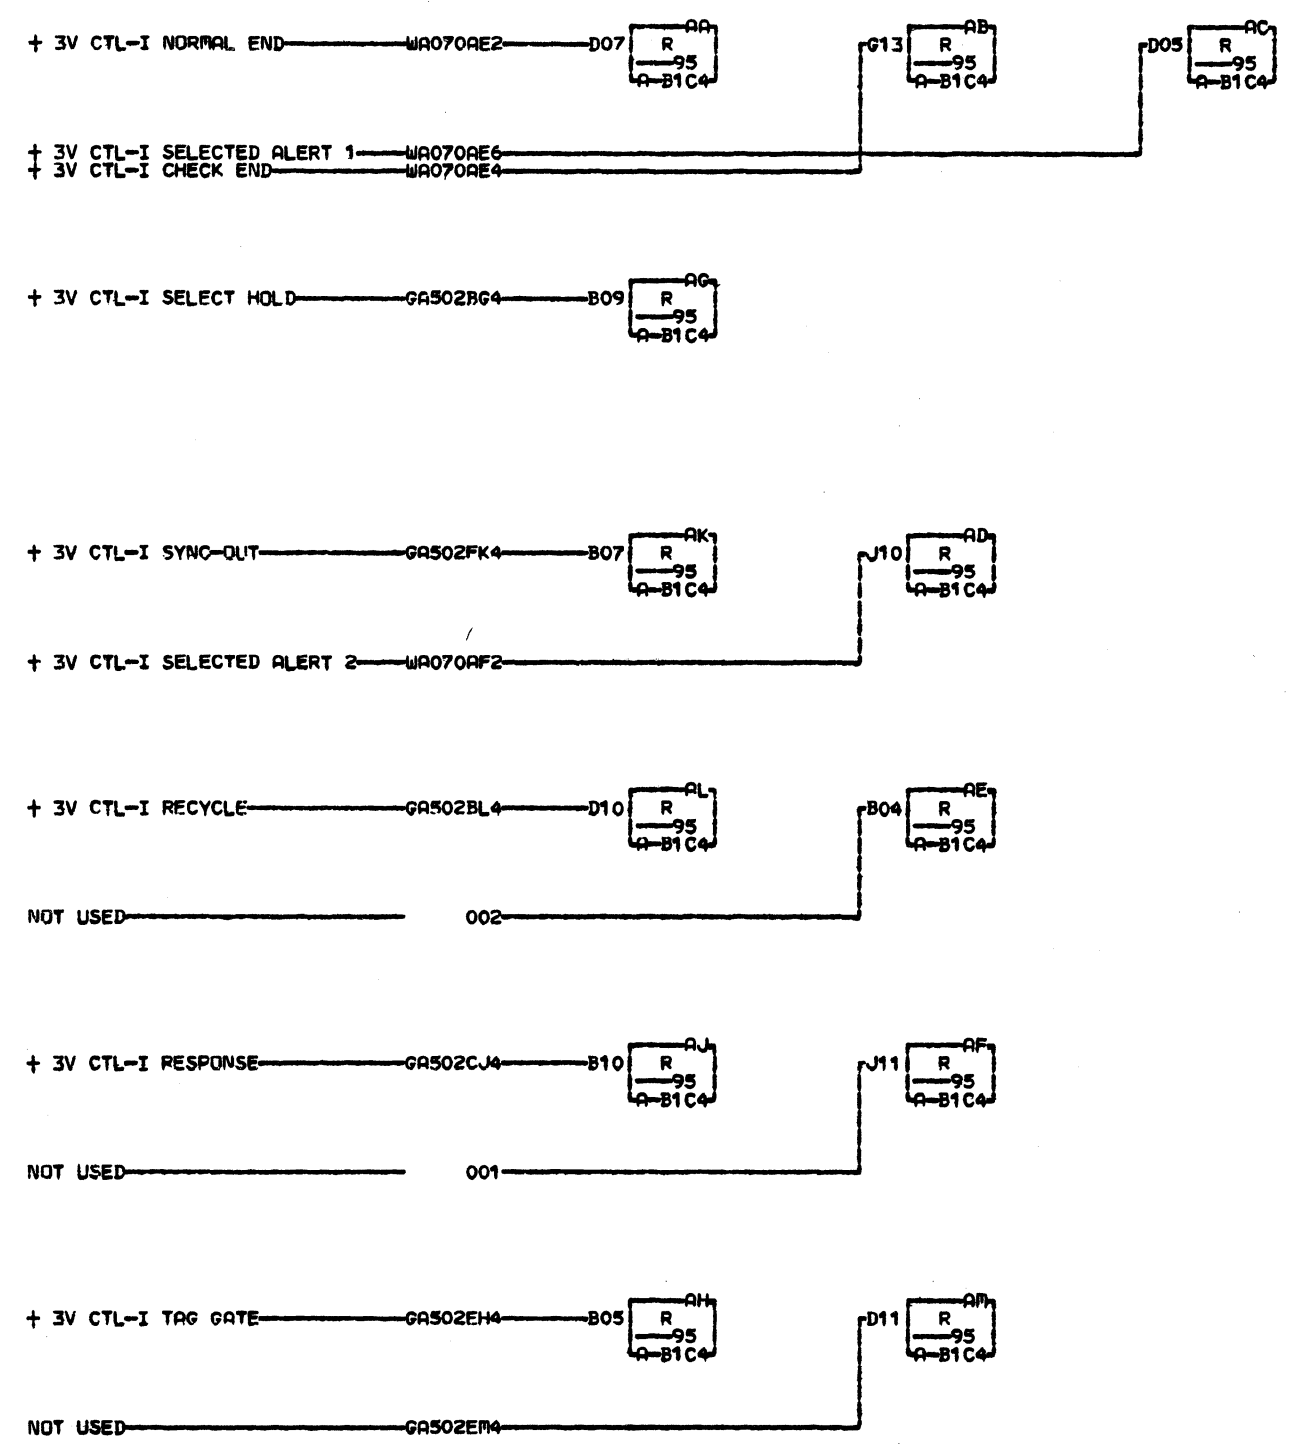 AA AB AC
+ 3V CTL-I NORMAL END WA070AE2 D07 R G13 R D05 R
95 95 95
A-B1C4 A-B1C4 A-B1C4
+ 3V CTL-I SELECTED ALERT 1 WA070AE6
+ 3V CTL-I CHECK END WA070AE4
AG
+ 3V CTL-I SELECT HOLD GA502BG4 B09 R
95
A-B1C4
AK AD
+ 3V CTL-I SYNC-OUT GA502FK4 B07 R J10 R
95 95
A-B1C4 A-B1C4
+ 3V CTL-I SELECTED ALERT 2 WA070AF2
AL AE
+ 3V CTL-I RECYCLE GA502BL4 D10 R B04 R
95 95
A-B1C4 A-B1C4
NOT USED 002
AJ AF
+ 3V CTL-I RESPONSE GA502CJ4 B10 R J11 R
95 95
A-B1C4 A-B1C4
NOT USED 001
AH AM
+ 3V CTL-I TAG GATE GA502EH4 B05 R D11 R
95 95
A-B1C4 A-B1C4
NOT USED GA502EM4